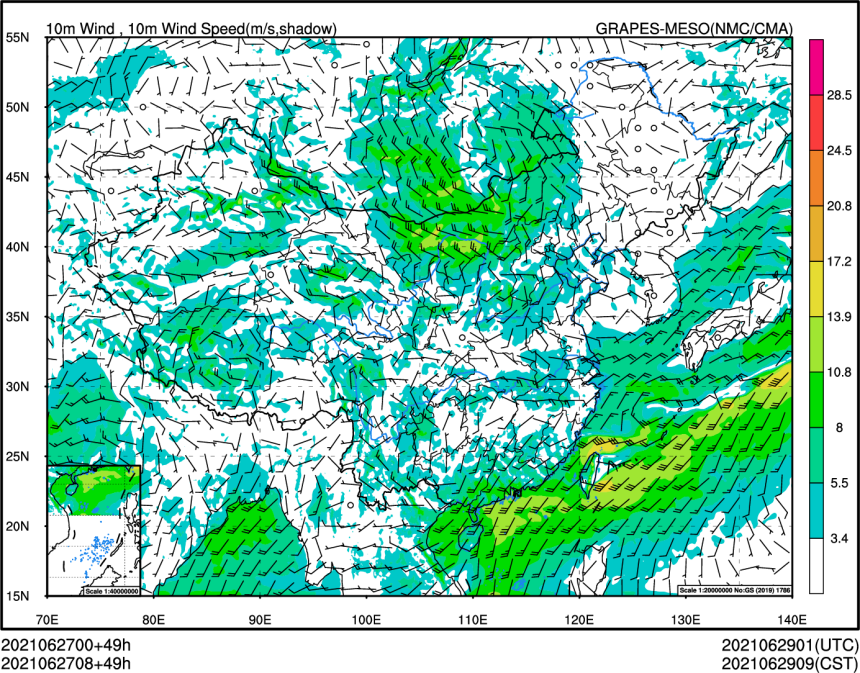 10m Wind , 10m Wind Speed(m/s,shadow) GRAPES-MESO(NMC/CMA)
55N
50N
45N
40N
35N
30N
25N
20N
15N
70E 80E 90E 100E 110E 120E 130E 140E
28.5
24.5
20.8
17.2
13.9
10.8
8
5.5
3.4
Scale 1:40000000
Scale 1:20000000 No:GS (2019) 1786
2021062700+49h 2021062901(UTC)
2021062708+49h 2021062909(CST)